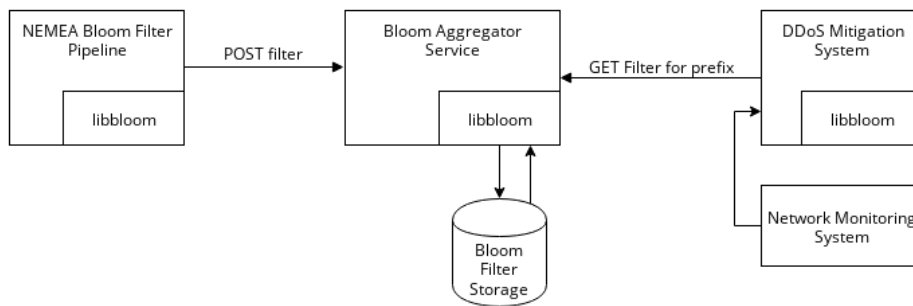 NEMEA Bloom Filter
Pipeline
libbloom
POST filter
Bloom Aggregator
Service
libbloom
GET Filter for prefix
DDoS Mitigation
System
libbloom
Network Monitoring
System
Bloom
Filter
Storage